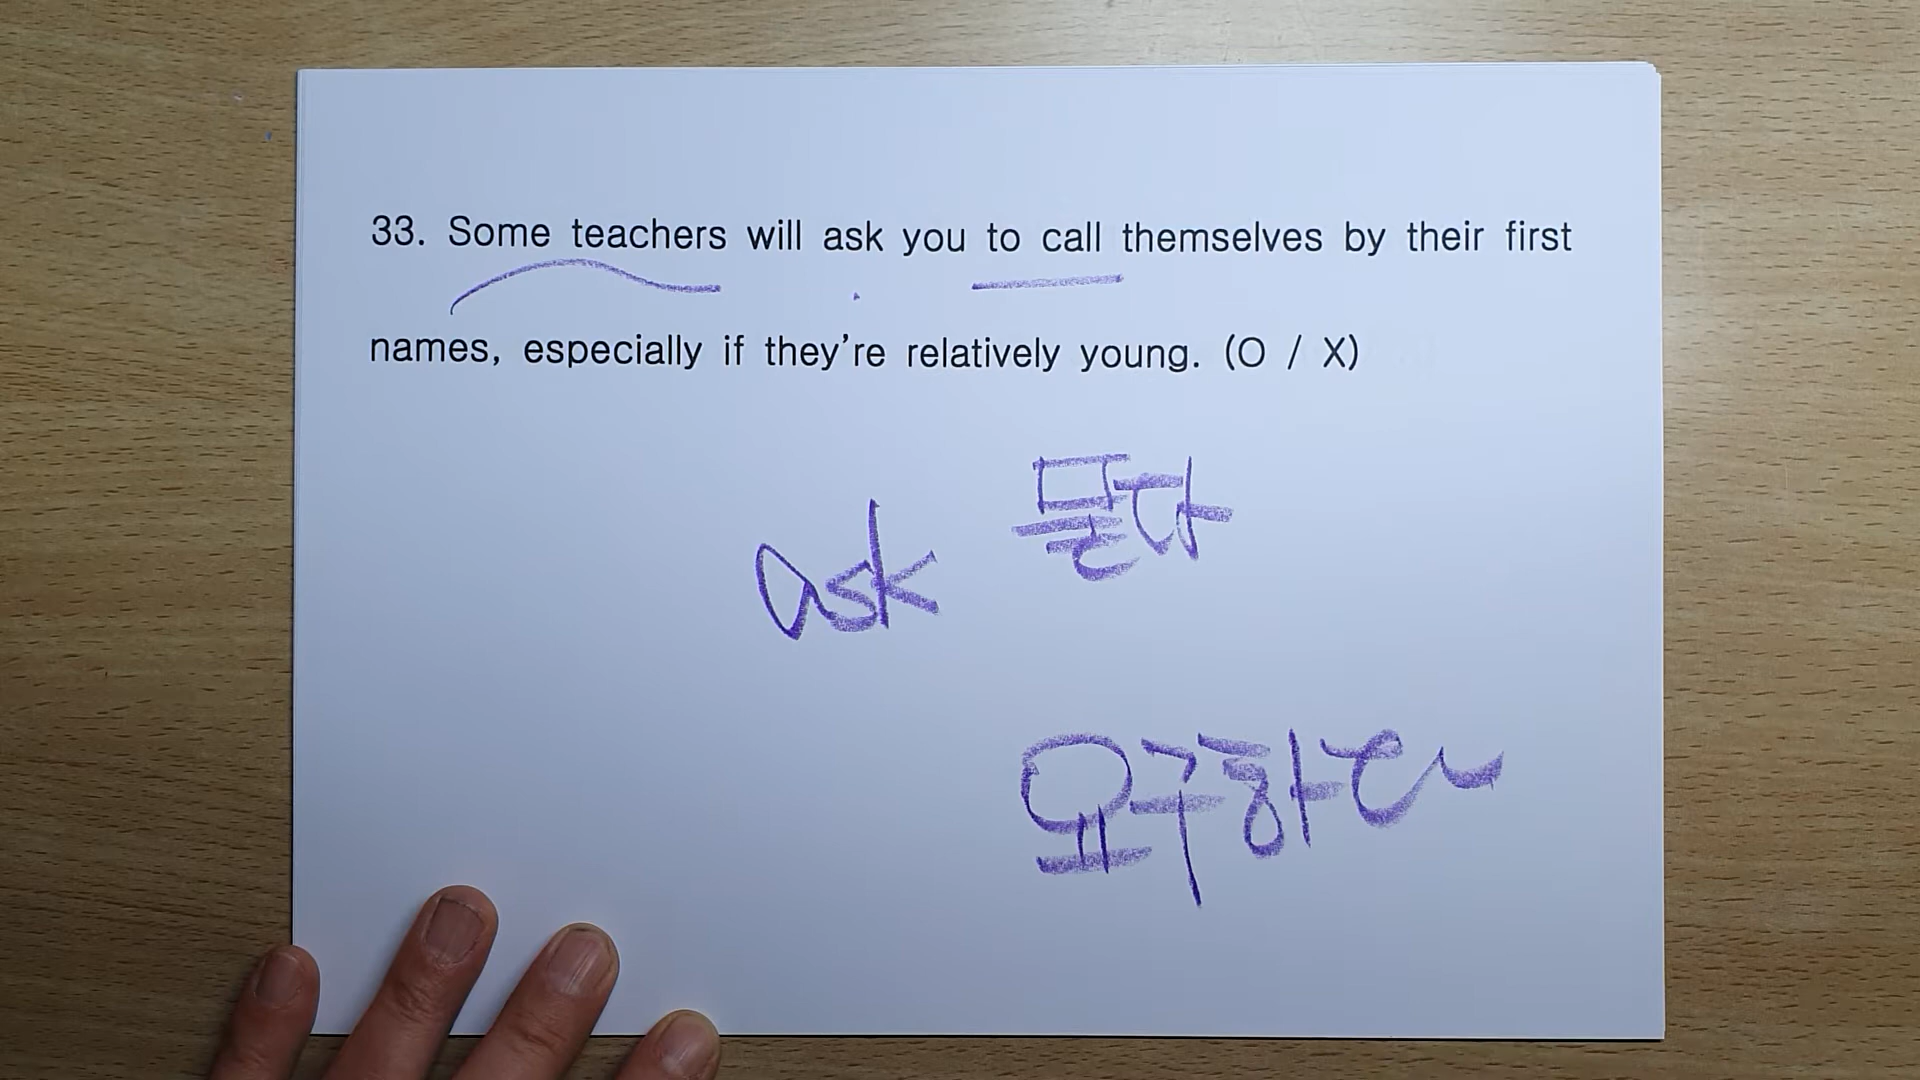 33. Some teachers will ask you to call themselves by their first
names, especially if they're relatively young. (O / X)
ask 묻다
요구하다